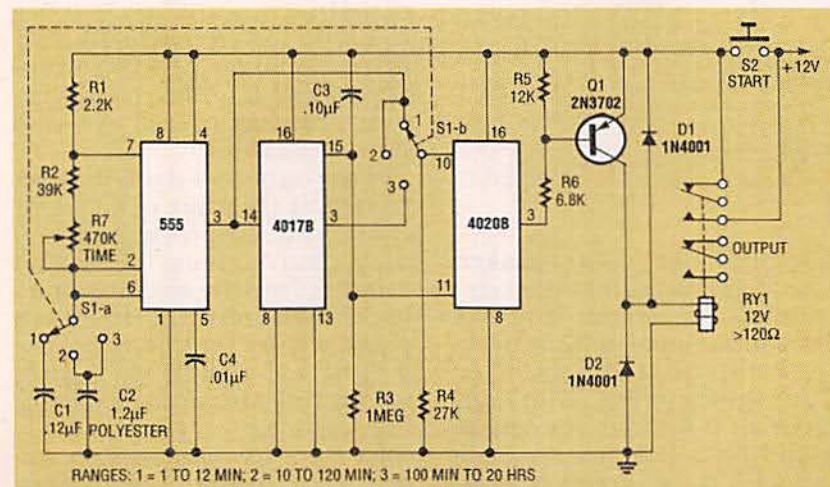 S2
START
+12V
R1
2.2K
C3
.10µF
R5
12K
Q1
2N3702
D1
1N4001
S1-b
1
2
3
8
4
7
16
15
10
16
R2
39K
R7
470K
TIME
555
3
14
4017B
3
4020B
3
R6
6.8K
OUTPUT
2
6
11
S1-a
1
2
3
1
5
8
13
8
RY1
12V
>120Ω
C4
.01µF
D2
1N4001
C1
.12µF
C2
1.2µF
POLYESTER
R3
1MEG
R4
27K
RANGES: 1 = 1 TO 12 MIN; 2 = 10 TO 120 MIN; 3 = 100 MIN TO 20 HRS